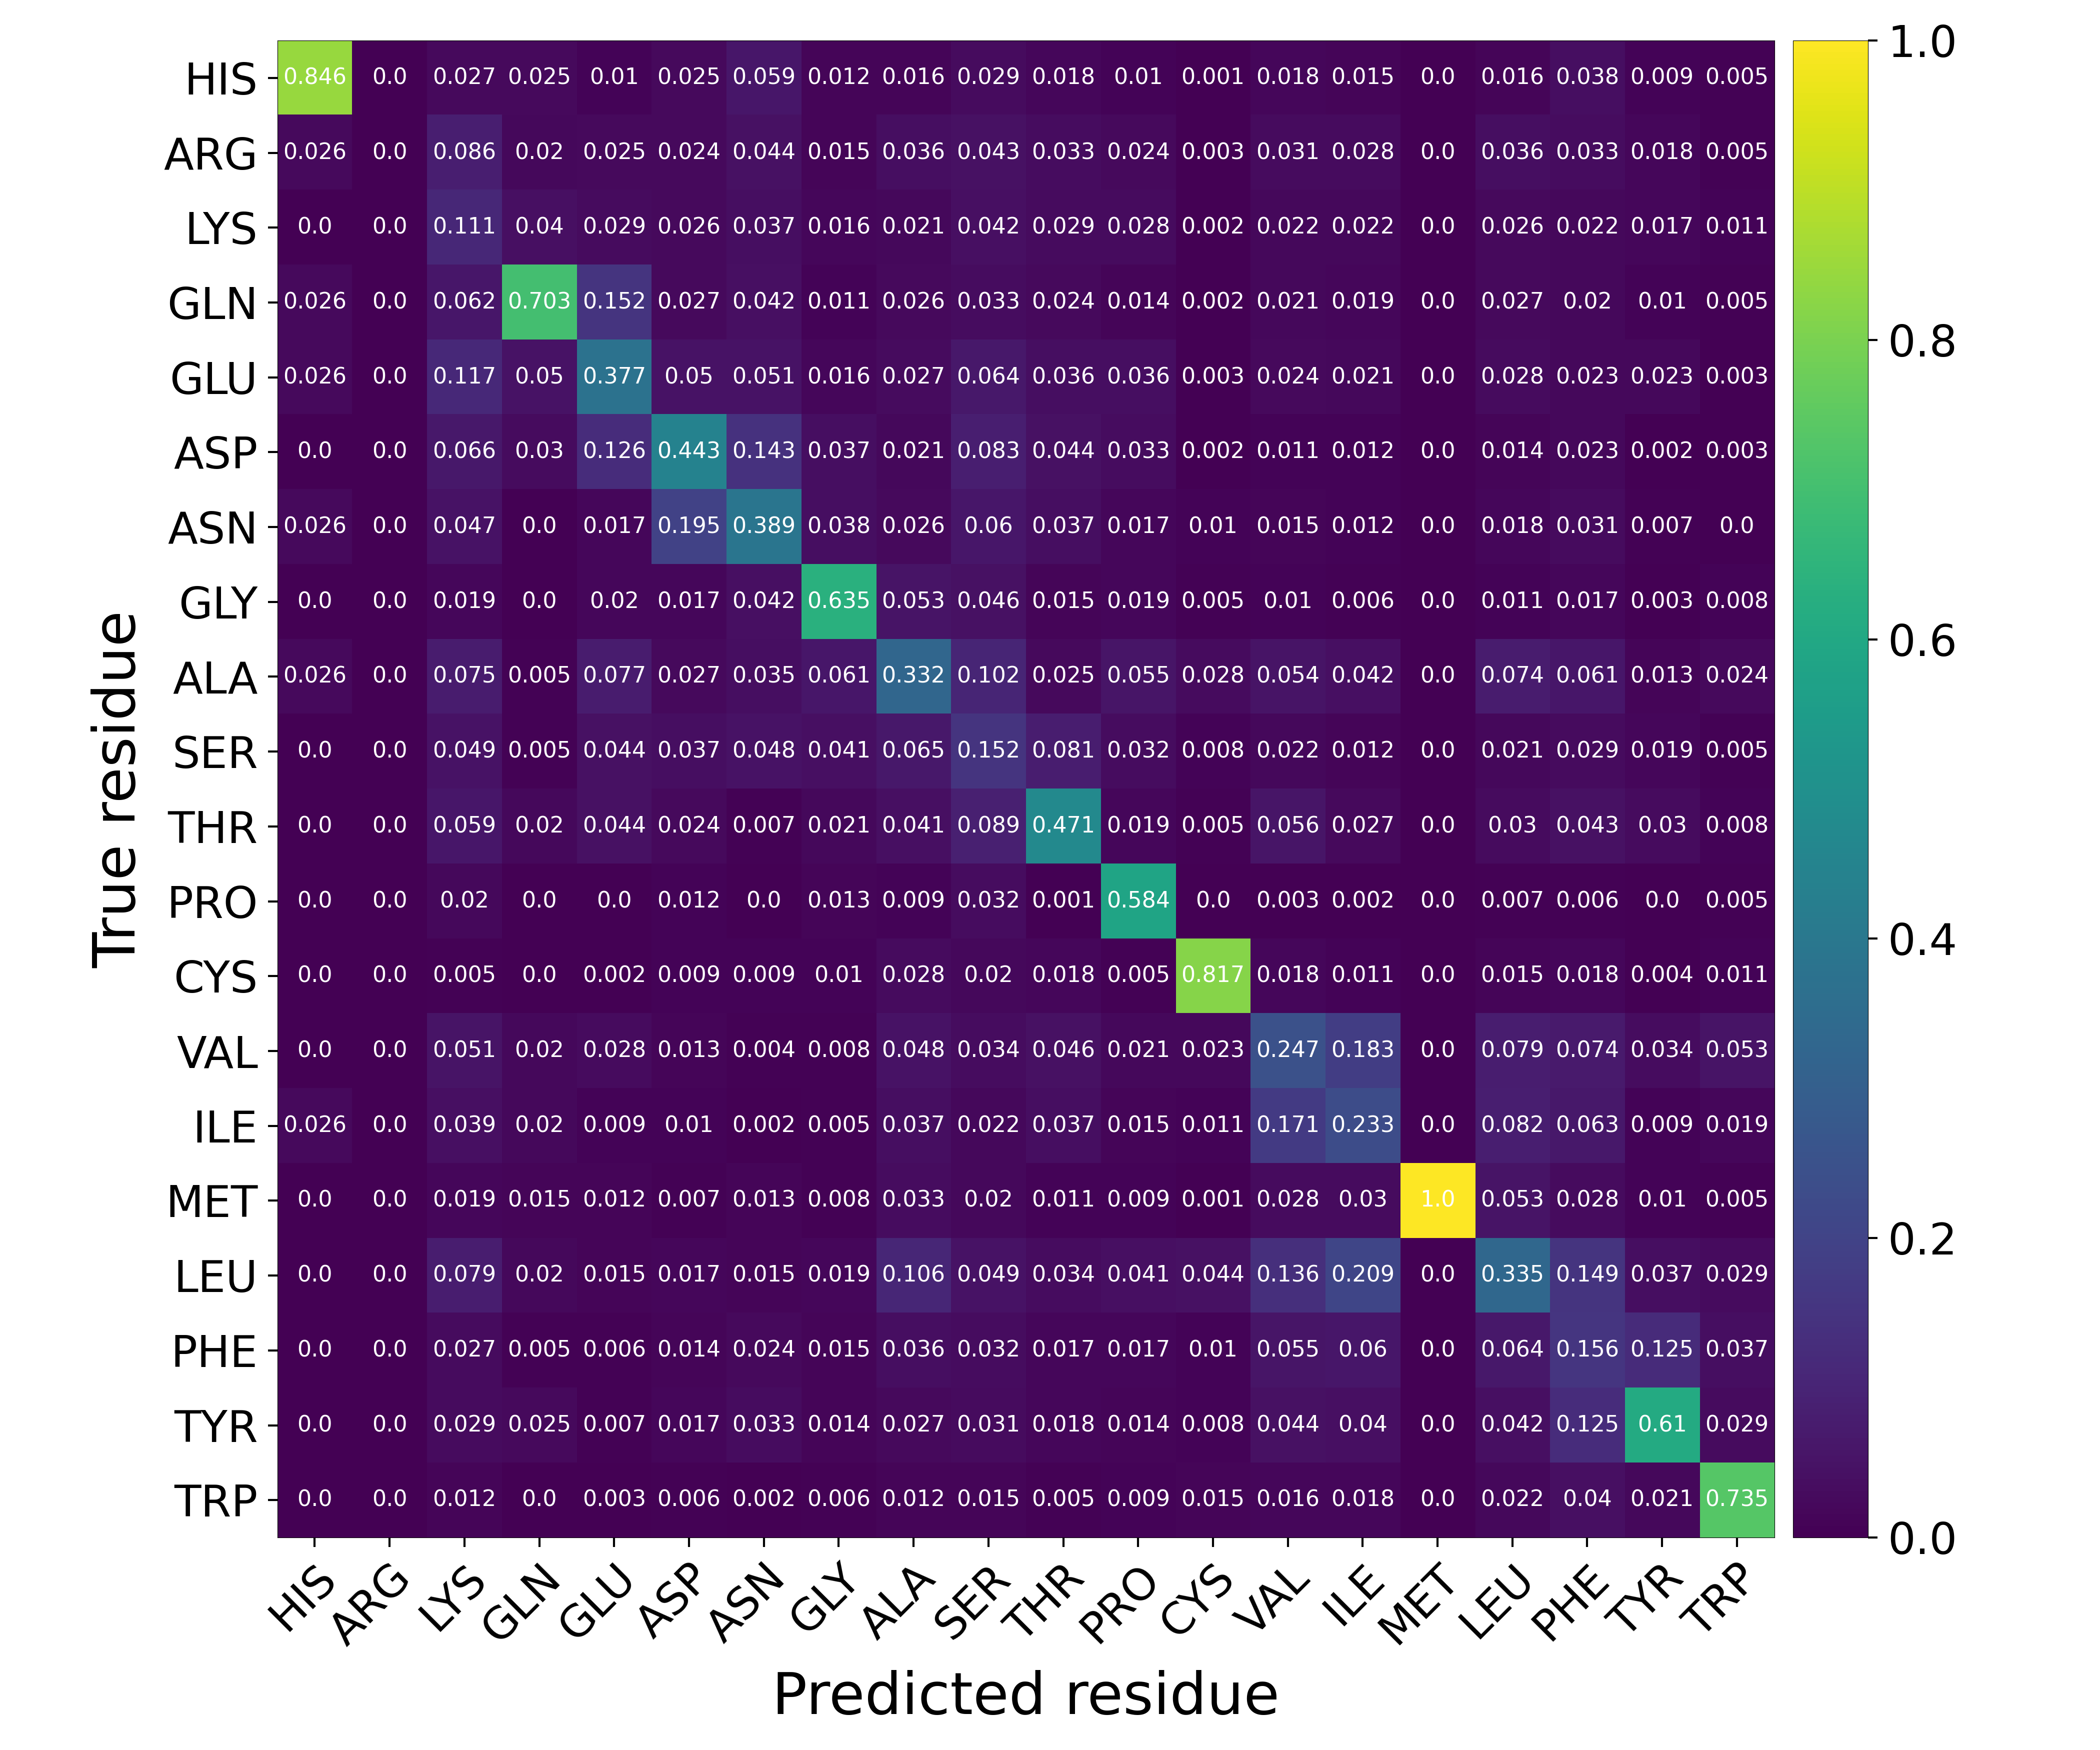 HIS 0.846 0.0 0.027 0.025 0.01 0.025 0.059 0.012 0.016 0.029 0.018 0.01 0.001 0.018 0.015 0.0 0.016 0.038 0.009 0.005
ARG 0.026 0.0 0.086 0.02 0.025 0.024 0.044 0.015 0.036 0.043 0.033 0.024 0.003 0.031 0.028 0.0 0.036 0.033 0.018 0.005
LYS 0.0 0.0 0.111 0.04 0.029 0.026 0.037 0.016 0.021 0.042 0.029 0.028 0.002 0.022 0.022 0.0 0.026 0.022 0.017 0.011
GLN 0.026 0.0 0.062 0.703 0.152 0.027 0.042 0.011 0.026 0.033 0.024 0.014 0.002 0.021 0.019 0.0 0.027 0.02 0.01 0.005
GLU 0.026 0.0 0.117 0.05 0.377 0.05 0.051 0.016 0.027 0.064 0.036 0.036 0.003 0.024 0.021 0.0 0.028 0.023 0.023 0.003
ASP 0.0 0.0 0.066 0.03 0.126 0.443 0.143 0.037 0.021 0.083 0.044 0.033 0.002 0.011 0.012 0.0 0.014 0.023 0.002 0.003
ASN 0.026 0.0 0.047 0.0 0.017 0.195 0.389 0.038 0.026 0.06 0.037 0.017 0.01 0.015 0.012 0.0 0.018 0.031 0.007 0.0
GLY 0.0 0.0 0.019 0.0 0.02 0.017 0.042 0.635 0.053 0.046 0.015 0.019 0.005 0.01 0.006 0.0 0.011 0.017 0.003 0.008
ALA 0.026 0.0 0.075 0.005 0.077 0.027 0.035 0.061 0.332 0.102 0.025 0.055 0.028 0.054 0.042 0.0 0.074 0.061 0.013 0.024
SER 0.0 0.0 0.049 0.005 0.044 0.037 0.048 0.041 0.065 0.152 0.081 0.032 0.008 0.022 0.012 0.0 0.021 0.029 0.019 0.005
THR 0.0 0.0 0.059 0.02 0.044 0.024 0.007 0.021 0.041 0.089 0.471 0.019 0.005 0.056 0.027 0.0 0.03 0.043 0.03 0.008
PRO 0.0 0.0 0.02 0.0 0.0 0.012 0.0 0.013 0.009 0.032 0.001 0.584 0.0 0.003 0.002 0.0 0.007 0.006 0.0 0.005
CYS 0.0 0.0 0.005 0.0 0.002 0.009 0.009 0.01 0.028 0.02 0.018 0.005 0.817 0.018 0.011 0.0 0.015 0.018 0.004 0.011
VAL 0.0 0.0 0.051 0.02 0.028 0.013 0.004 0.008 0.048 0.034 0.046 0.021 0.023 0.247 0.183 0.0 0.079 0.074 0.034 0.053
ILE 0.026 0.0 0.039 0.02 0.009 0.01 0.002 0.005 0.037 0.022 0.037 0.015 0.011 0.171 0.233 0.0 0.082 0.063 0.009 0.019
MET 0.0 0.0 0.019 0.015 0.012 0.007 0.013 0.008 0.033 0.02 0.011 0.009 0.001 0.028 0.03 1.0 0.053 0.028 0.01 0.005
LEU 0.0 0.0 0.079 0.02 0.015 0.017 0.015 0.019 0.106 0.049 0.034 0.041 0.044 0.136 0.209 0.0 0.335 0.149 0.037 0.029
PHE 0.0 0.0 0.027 0.005 0.006 0.014 0.024 0.015 0.036 0.032 0.017 0.017 0.01 0.055 0.06 0.0 0.064 0.156 0.125 0.037
TYR 0.0 0.0 0.029 0.025 0.007 0.017 0.033 0.014 0.027 0.031 0.018 0.014 0.008 0.044 0.04 0.0 0.042 0.125 0.61 0.029
TRP 0.0 0.0 0.012 0.0 0.003 0.006 0.002 0.006 0.012 0.015 0.005 0.009 0.015 0.016 0.018 0.0 0.022 0.04 0.021 0.735
HIS ARG LYS GLN GLU ASP ASN GLY ALA SER THR PRO CYS VAL ILE MET LEU PHE TYR TRP
Predicted residue
True residue
1.0
0.8
0.6
0.4
0.2
0.0